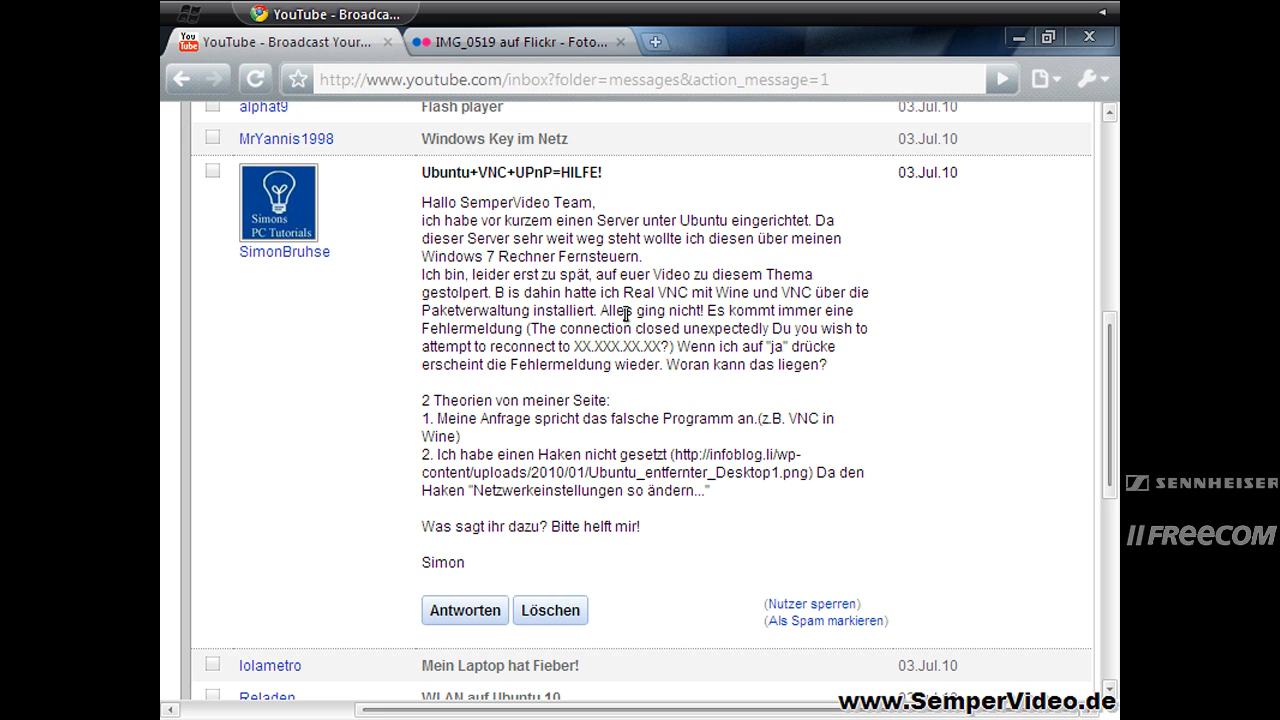 YouTube - Broadca...
You Tube
YouTube - Broadcast Your...
IMG_0519 auf Flickr - Foto...
http://www.youtube.com/inbox?folder=messages&action_message=1
alphat9
Flash player
03.Jul.10
MrYannis1998
Windows Key im Netz
03.Jul.10
Ubuntu+VNC+UPnP=HILFE!
03.Jul.10
Simons
PC Tutorials
SimonBruhse
Hallo SemperVideo Team,
ich habe vor kurzem einen Server unter Ubuntu eingerichtet. Da
dieser Server sehr weit weg steht wollte ich diesen über meinen
Windows 7 Rechner Fernsteuern.
Ich bin, leider erst zu spät, auf euer Video zu diesem Thema
gestolpert. B is dahin hatte ich Real VNC mit Wine und VNC über die
Paketverwaltung installiert. Alles ging nicht! Es kommt immer eine
Fehlermeldung (The connection closed unexpectedly Du you wish to
attempt to reconnect to XX.XXX.XX.XX?) Wenn ich auf "ja" drücke
erscheint die Fehlermeldung wieder. Woran kann das liegen?
2 Theorien von meiner Seite:
1. Meine Anfrage spricht das falsche Programm an.(z.B. VNC in
Wine)
2. Ich habe einen Haken nicht gesetzt (http://infoblog.li/wp-
content/uploads/2010/01/Ubuntu_entfernter_Desktop1.png) Da den
Haken "Netzwerkeinstellungen so ändern..."
Was sagt ihr dazu? Bitte helft mir!
Simon
Antworten
Löschen
(Nutzer sperren)
(Als Spam markieren)
lolametro
Mein Laptop hat Fieber!
03.Jul.10
Reladen
WLAN auf Ubuntu 10
SENNHEISER
FREECOM
www.SemperVideo.de